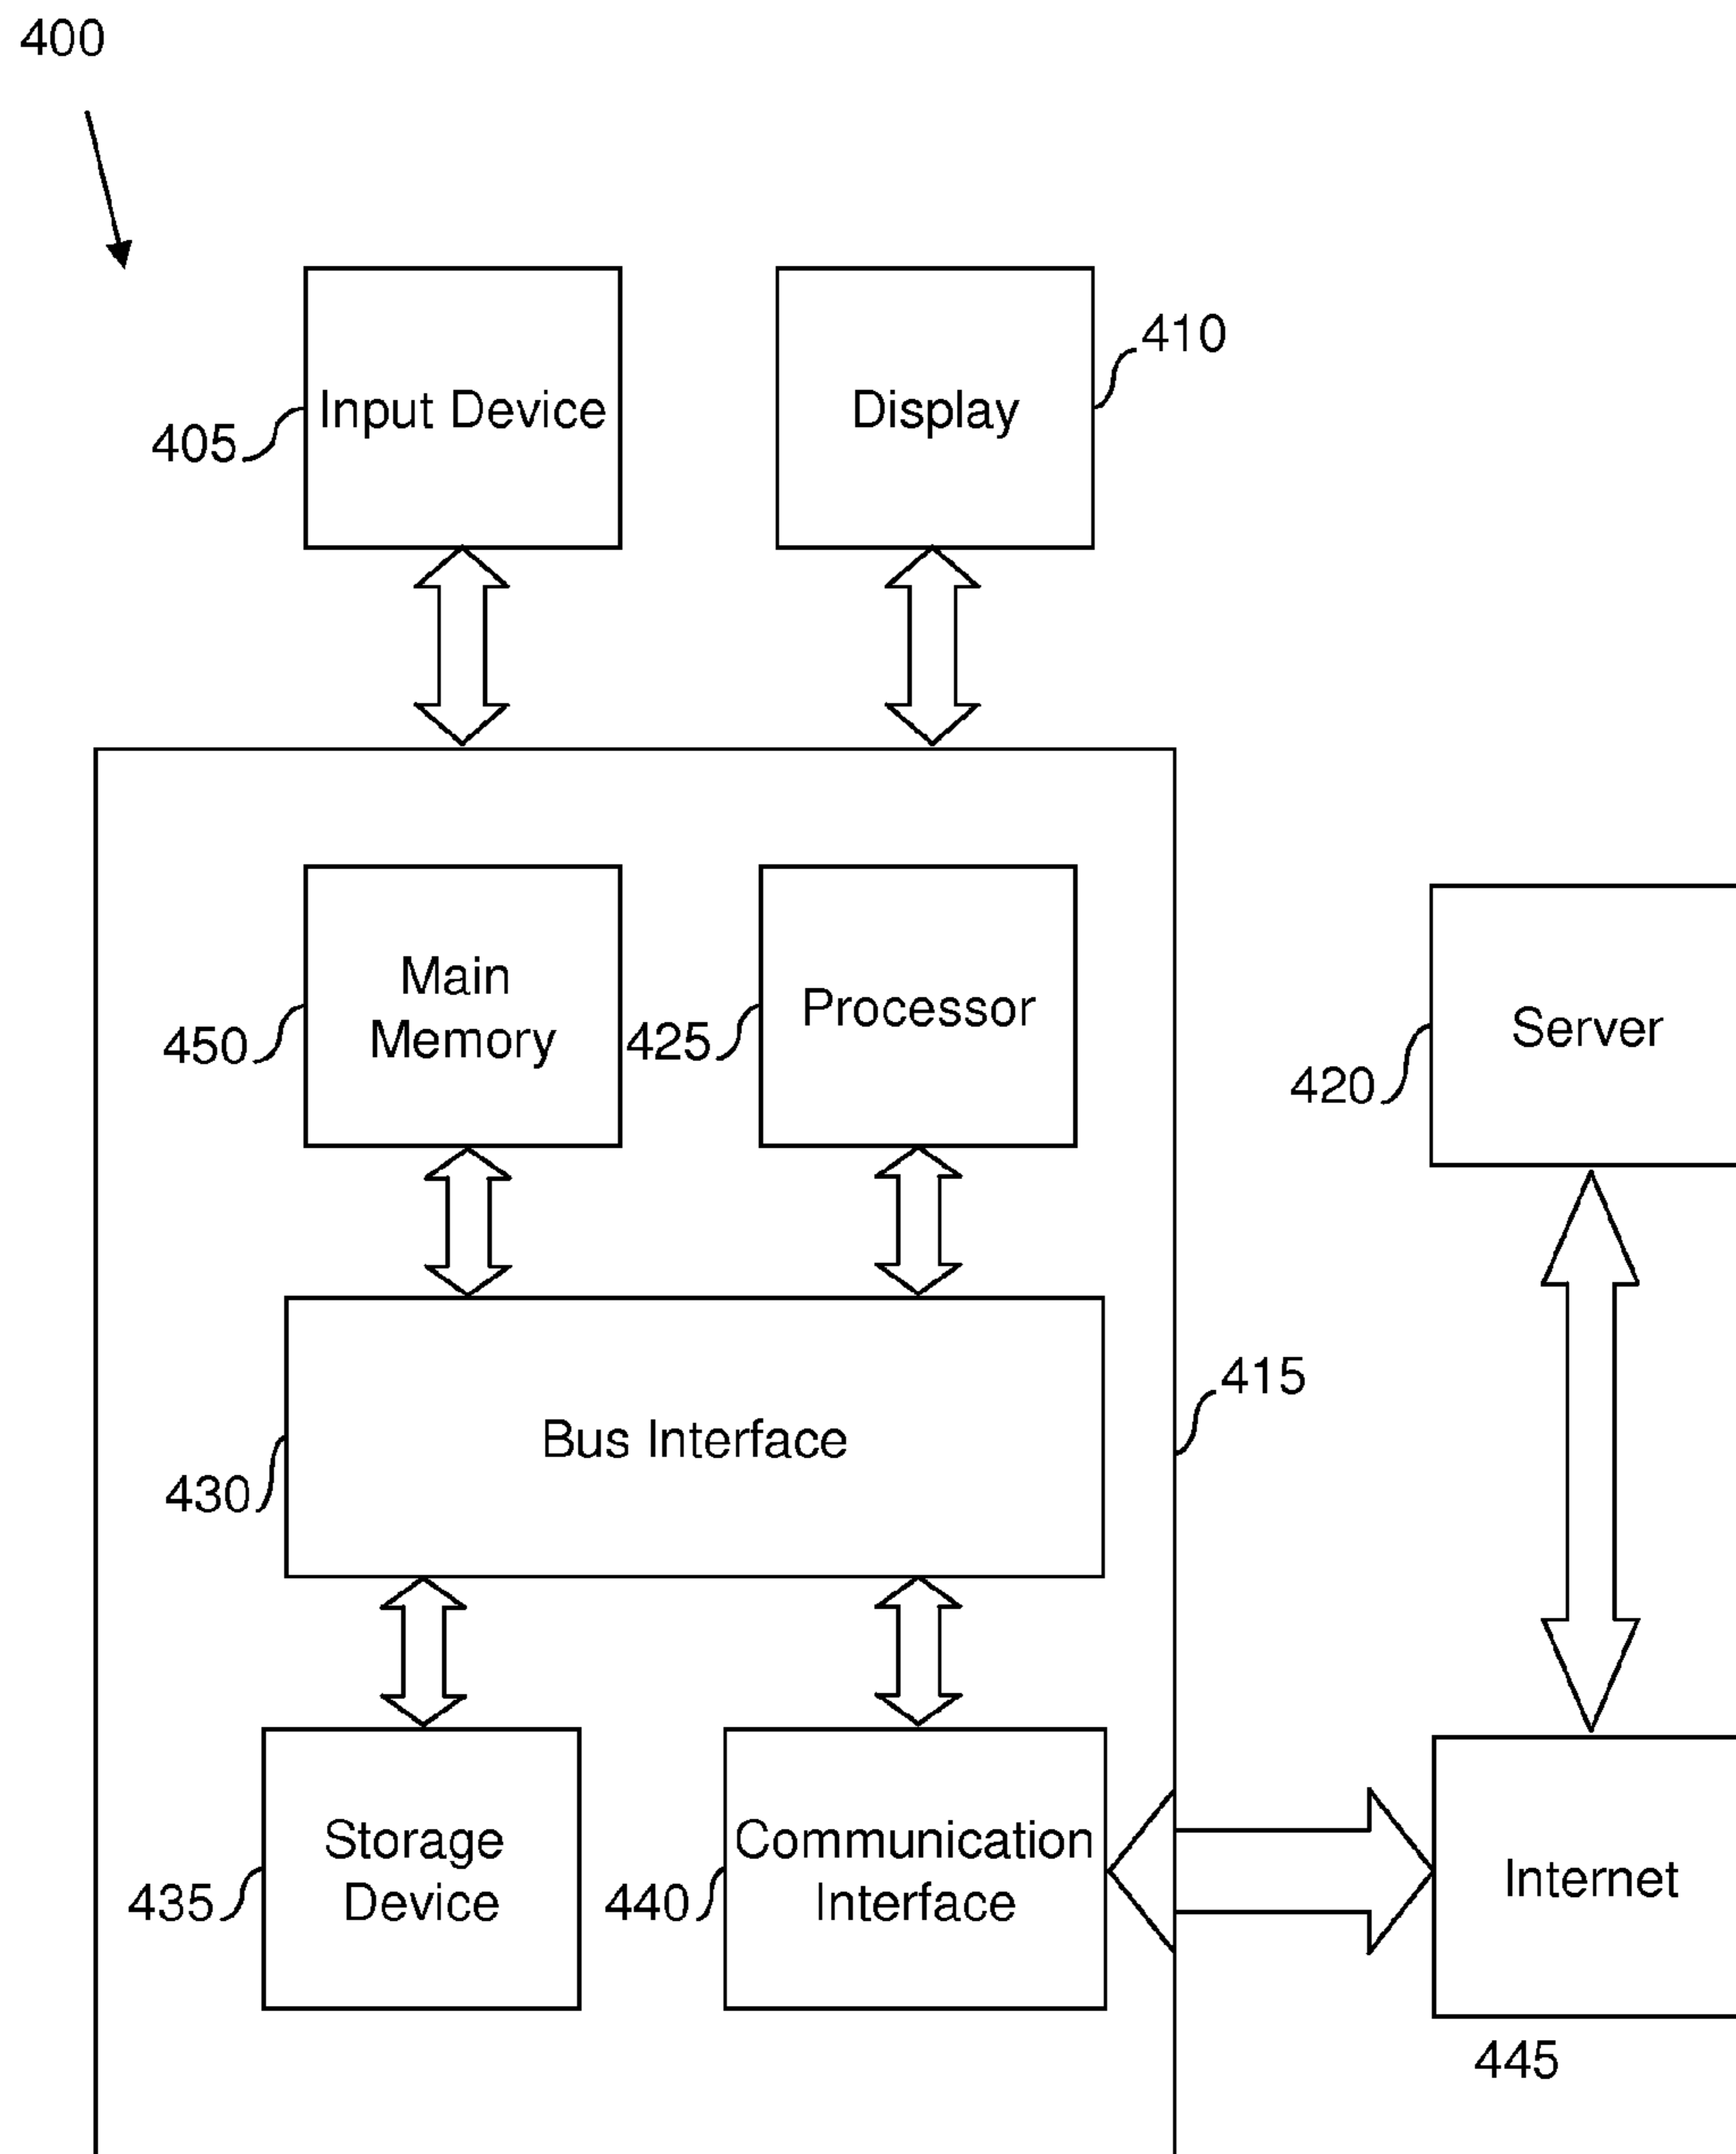 400
410
Input Device
Display
405
Main
Memory
Processor
Server
450
425
420
415
Bus Interface
430
Storage
Device
Communication
Interface
Internet
435
440
445